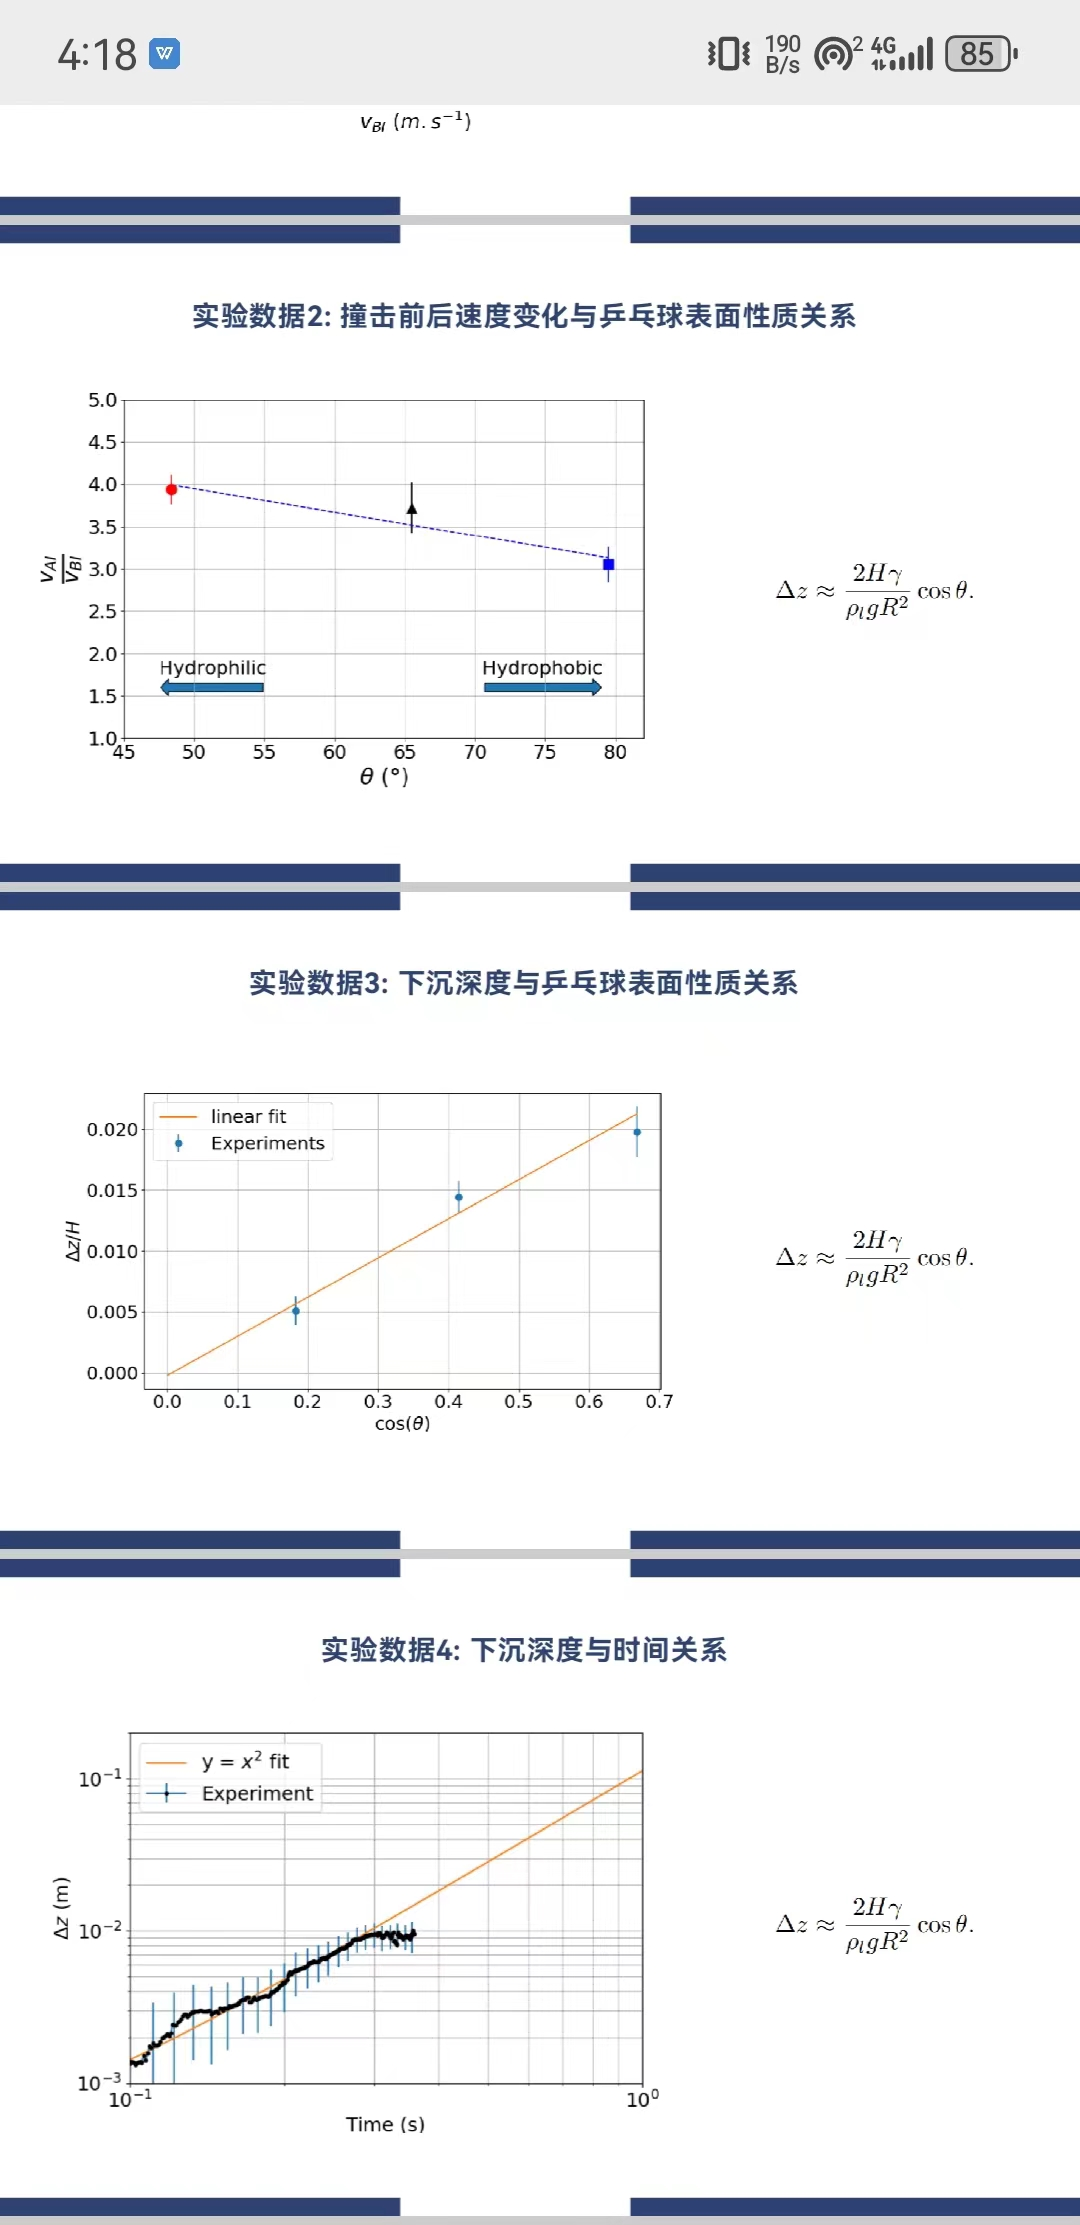 4:18
W
190
B/s
2
4G
85
v_BI (m.s⁻¹)
实验数据2: 撞击前后速度变化与乒乓球表面性质关系
5.0
4.5
4.0
3.5
3.0
2.5
2.0
1.5
1.0
v_AI
v_BI
Hydrophilic
Hydrophobic
45 50 55 60 65 70 75 80
θ (°)
Δz ≈ 2Hγ / ρ_l gR² cos θ.
实验数据3: 下沉深度与乒乓球表面性质关系
linear fit
Experiments
0.020
0.015
0.010
0.005
0.000
Δz/H
0.0 0.1 0.2 0.3 0.4 0.5 0.6 0.7
cos(θ)
Δz ≈ 2Hγ / ρ_l gR² cos θ.
实验数据4: 下沉深度与时间关系
y = x² fit
Experiment
10⁻¹
10⁻²
10⁻³
Δz (m)
10⁻¹ 10⁰
Time (s)
Δz ≈ 2Hγ / ρ_l gR² cos θ.